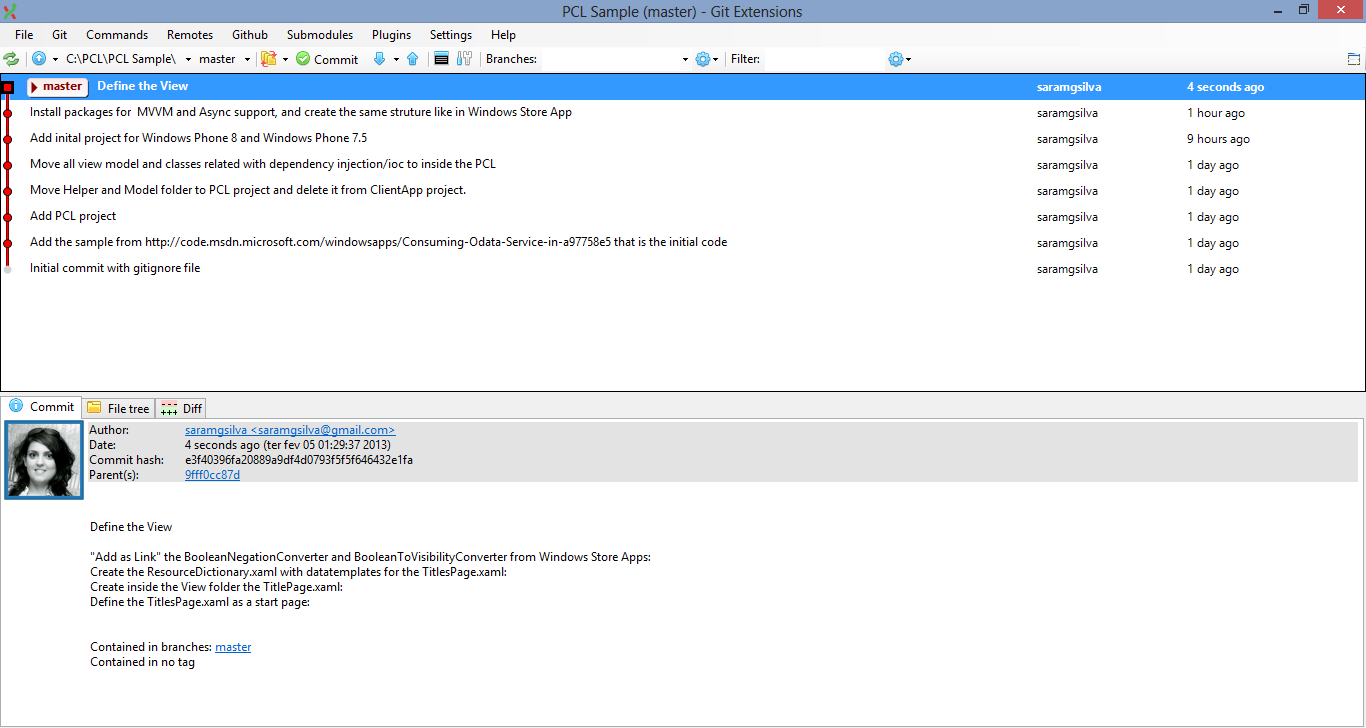 PCL Sample (master) - Git Extensions
File Git Commands Remotes Github Submodules Plugins Settings Help
C:\PCL\PCL Sample\ master Commit Branches: Filter:
master Define the View saramgsilva 4 seconds ago
Install packages for  MVVM and Async support, and create the same struture like in Windows Store App saramgsilva 1 hour ago
Add inital project for Windows Phone 8 and Windows Phone 7.5 saramgsilva 9 hours ago
Move all view model and classes related with dependency injection/ioc to inside the PCL saramgsilva 1 day ago
Move Helper and Model folder to PCL project and delete it from ClientApp project. saramgsilva 1 day ago
Add PCL project saramgsilva 1 day ago
Add the sample from http://code.msdn.microsoft.com/windowsapps/Consuming-Odata-Service-in-a97758e5 that is the initial code saramgsilva 1 day ago
Initial commit with gitignore file saramgsilva 1 day ago
Commit File tree Diff
Author: saramgsilva <saramgsilva@gmail.com>
Date: 4 seconds ago (ter fev 05 01:29:37 2013)
Commit hash: e3f40396fa20889a9df4d0793f5f5f646432e1fa
Parent(s): 9fff0cc87d
Define the View
"Add as Link" the BooleanNegationConverter and BooleanToVisibilityConverter from Windows Store Apps:
Create the ResourceDictionary.xaml with datatemplates for the TitlesPage.xaml:
Create inside the View folder the TitlePage.xaml:
Define the TitlesPage.xaml as a start page:
Contained in branches: master
Contained in no tag